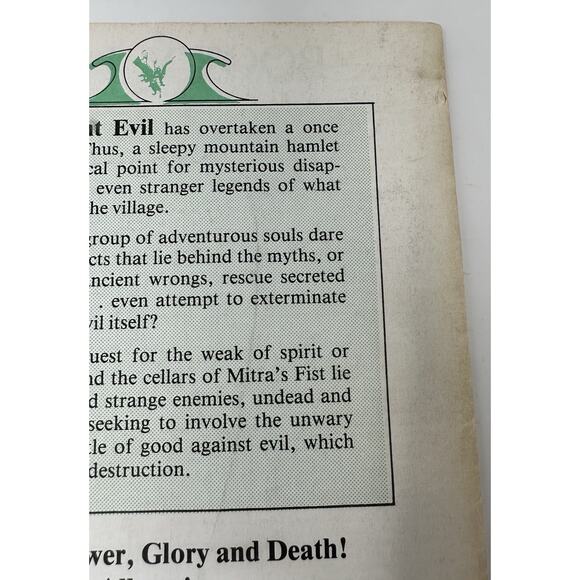 nt Evil has overtaken a once
Thus, a sleepy mountain hamlet
cal point for mysterious disap-
even stranger legends of what
he village.
group of adventurous souls dare
cts that lie behind the myths, or
ncient wrongs, rescue secreted
. . even attempt to exterminate
vil itself?
uest for the weak of spirit or
nd the cellars of Mitra's Fist lie
d strange enemies, undead and
seeking to involve the unwary
tle of good against evil, which
destruction.
wer, Glory and Death!